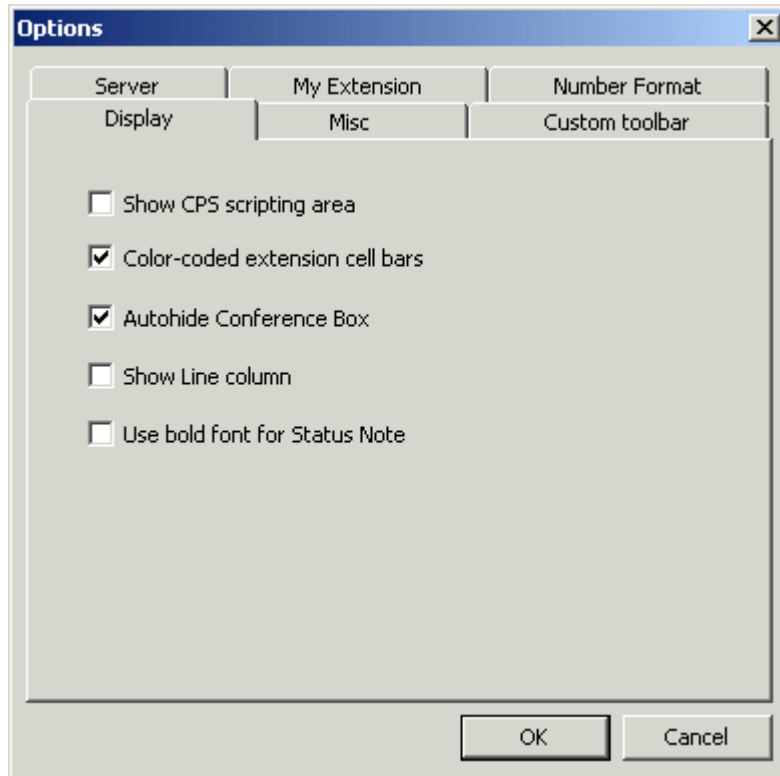 Options
Server My Extension Number Format
Display Misc Custom toolbar
Show CPS scripting area
Color-coded extension cell bars
Autohide Conference Box
Show Line column
Use bold font for Status Note
OK Cancel